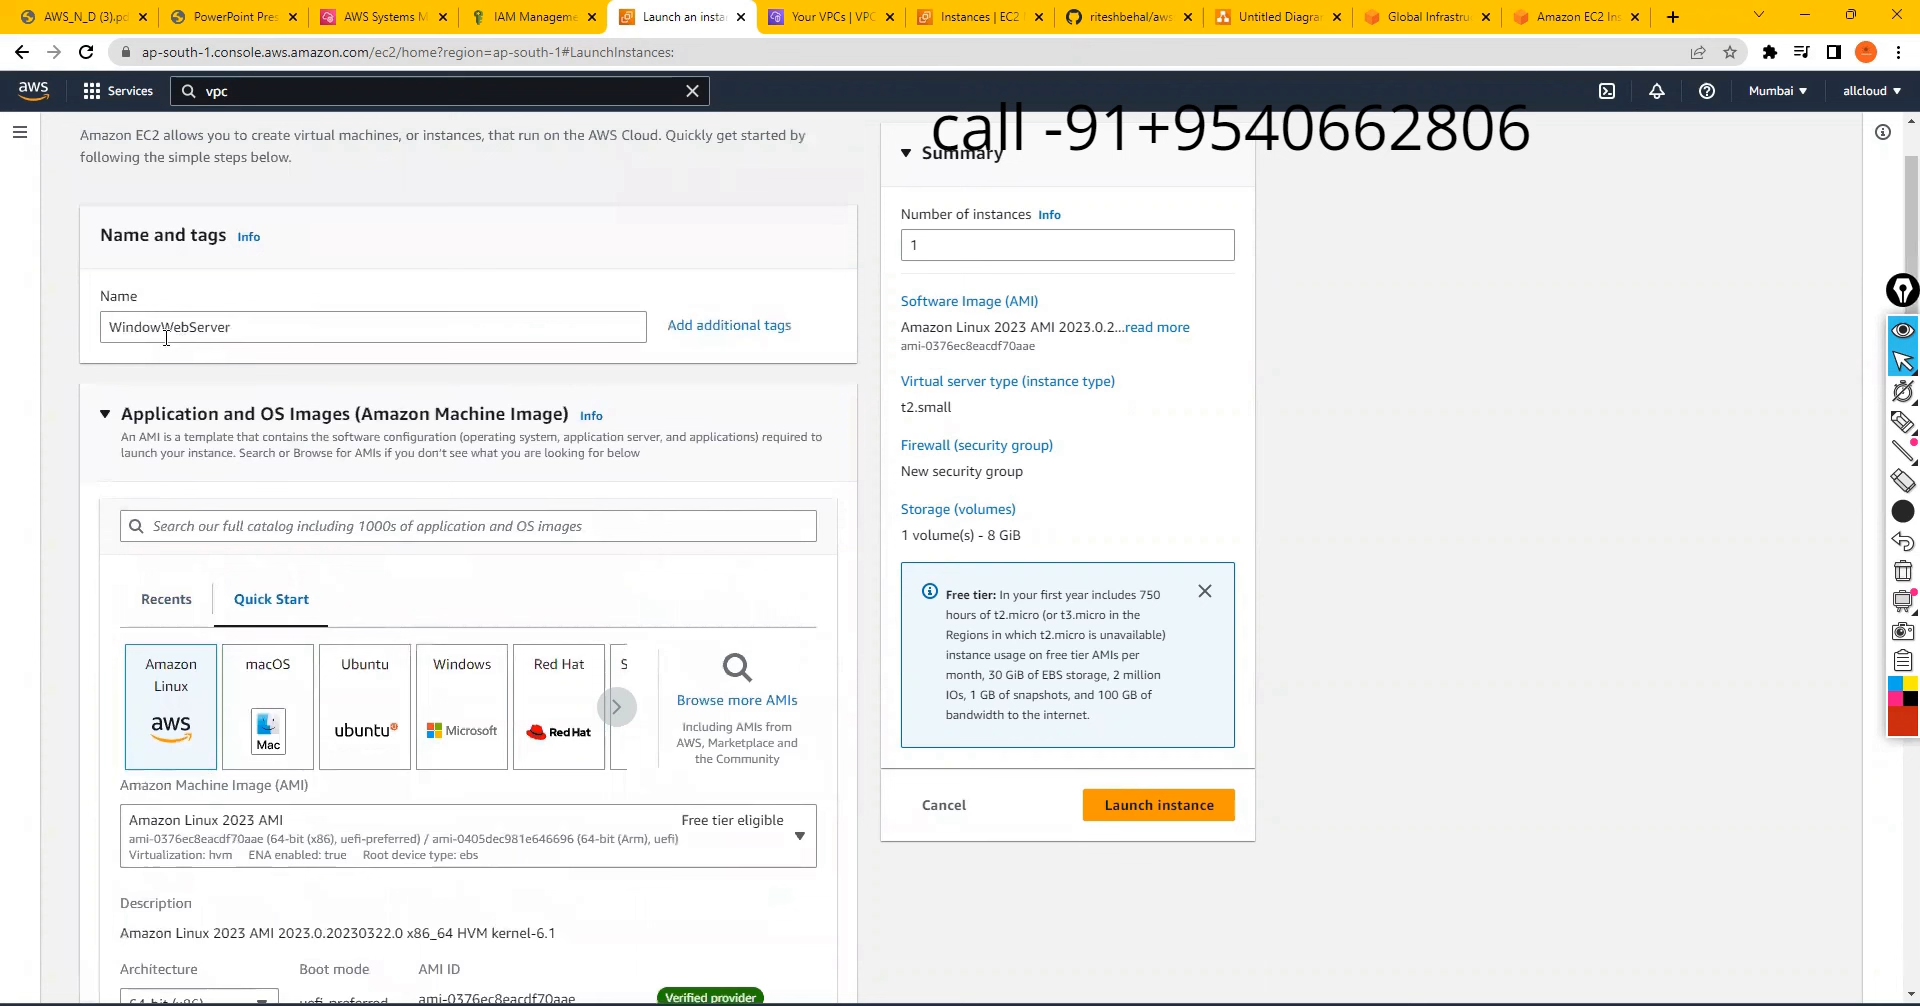 AWS_N_D (3).pd
PowerPoint Pres
AWS Systems M
IAM Manageme
Launch an insta
Your VPCs | VPC
Instances | EC2
riteshbehal/aws
Untitled Diagra
Global Infrastru
Amazon EC2 Ins
ap-south-1.console.aws.amazon.com/ec2/home?region=ap-south-1#LaunchInstances:
aws
Services
vpc
Mumbai
allcloud
call -91+9540662806
Amazon EC2 allows you to create virtual machines, or instances, that run on the AWS Cloud. Quickly get started by
following the simple steps below.
Name and tags Info
Name
WindowWebServer
Add additional tags
Application and OS Images (Amazon Machine Image) Info
An AMI is a template that contains the software configuration (operating system, application server, and applications) required to
launch your instance. Search or Browse for AMIs if you don't see what you are looking for below
Search our full catalog including 1000s of application and OS images
Recents
Quick Start
Amazon
Linux
aws
macOS
Mac
Ubuntu
ubuntu
Windows
Microsoft
Red Hat
Red Hat
S
Browse more AMIs
Including AMIs from
AWS, Marketplace and
the Community
Amazon Machine Image (AMI)
Amazon Linux 2023 AMI
Free tier eligible
ami-0376ec8eacdf70aae (64-bit (x86), uefi-preferred) / ami-0405dec981e646696 (64-bit (Arm), uefi)
Virtualization: hvm ENA enabled: true Root device type: ebs
Description
Amazon Linux 2023 AMI 2023.0.20230322.0 x86_64 HVM kernel-6.1
Architecture
Boot mode
AMI ID
64-bit (x86)
uefi-preferred
ami-0376ec8eacdf70aae
Verified provider
Summary
Number of instances Info
1
Software Image (AMI)
Amazon Linux 2023 AMI 2023.0.2...read more
ami-0376ec8eacdf70aae
Virtual server type (instance type)
t2.small
Firewall (security group)
New security group
Storage (volumes)
1 volume(s) - 8 GiB
Free tier: In your first year includes 750
hours of t2.micro (or t3.micro in the
Regions in which t2.micro is unavailable)
instance usage on free tier AMIs per
month, 30 GiB of EBS storage, 2 million
IOs, 1 GB of snapshots, and 100 GB of
bandwidth to the internet.
Cancel
Launch instance